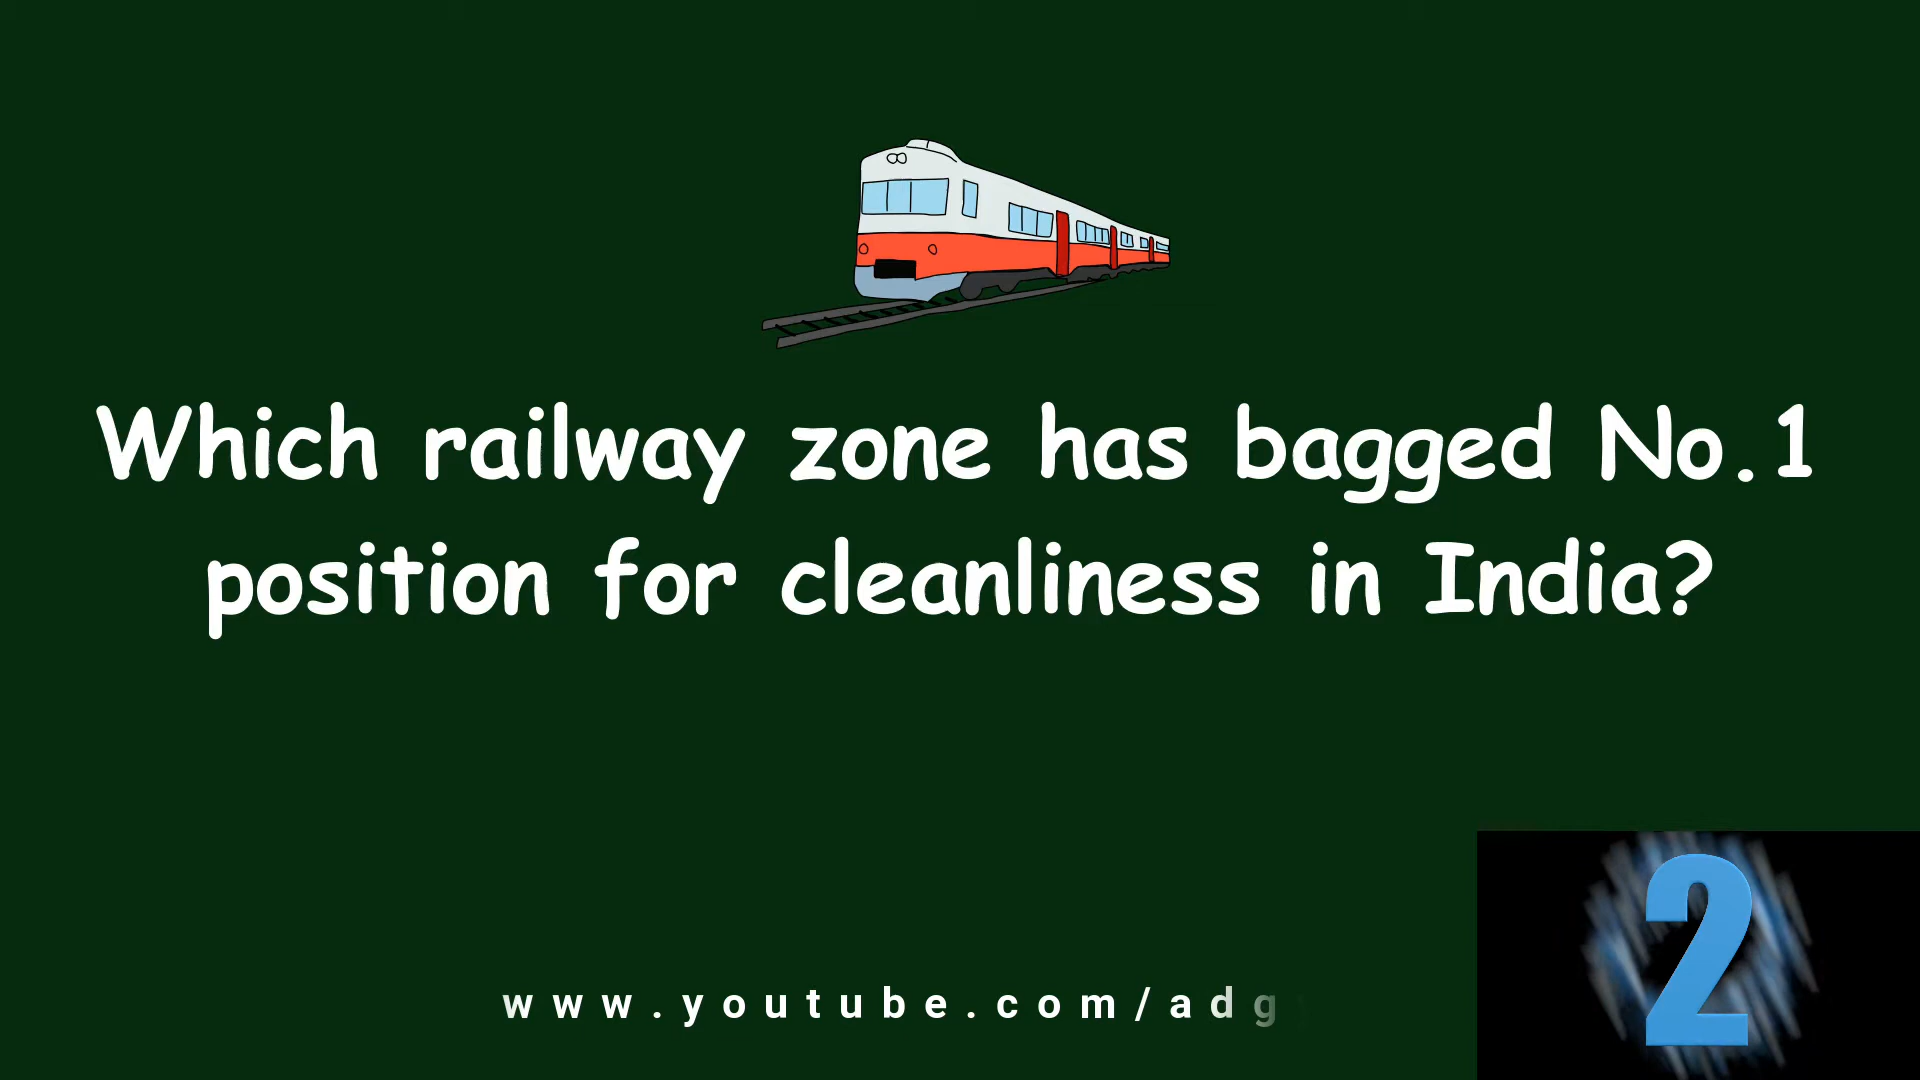 Which railway zone has bagged No.1
position for cleanliness in India?
2
www.youtube.com/adg